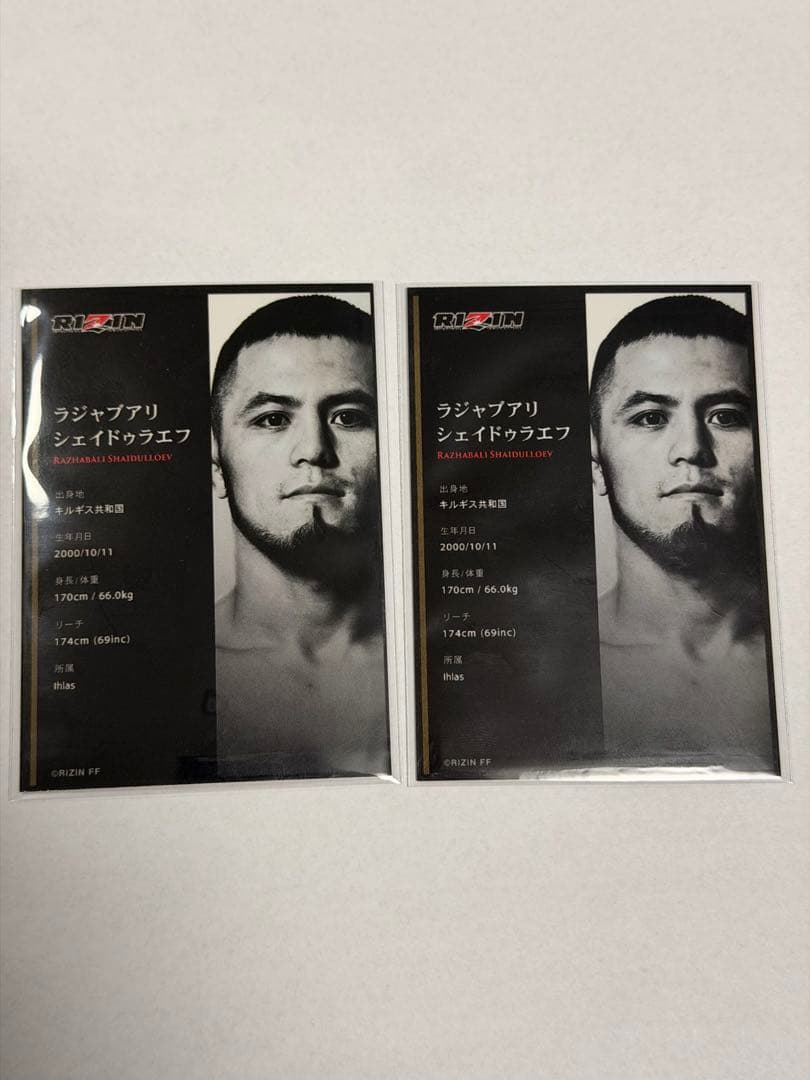 RIZIN
ラジャブアリ
シェイドゥラエフ
RAZHABALI SHAIDULLOEV
出身地
キルギス共和国
生年月日
2000/10/11
身長/体重
170cm / 66.0kg
リーチ
174cm (69inc)
所属
Ihlas
©RIZIN FF
RIZIN
ラジャブアリ
シェイドゥラエフ
RAZHABALI SHAIDULLOEV
出身地
キルギス共和国
生年月日
2000/10/11
身長/体重
170cm / 66.0kg
リーチ
174cm (69inc)
所属
Ihlas
©RIZIN FF